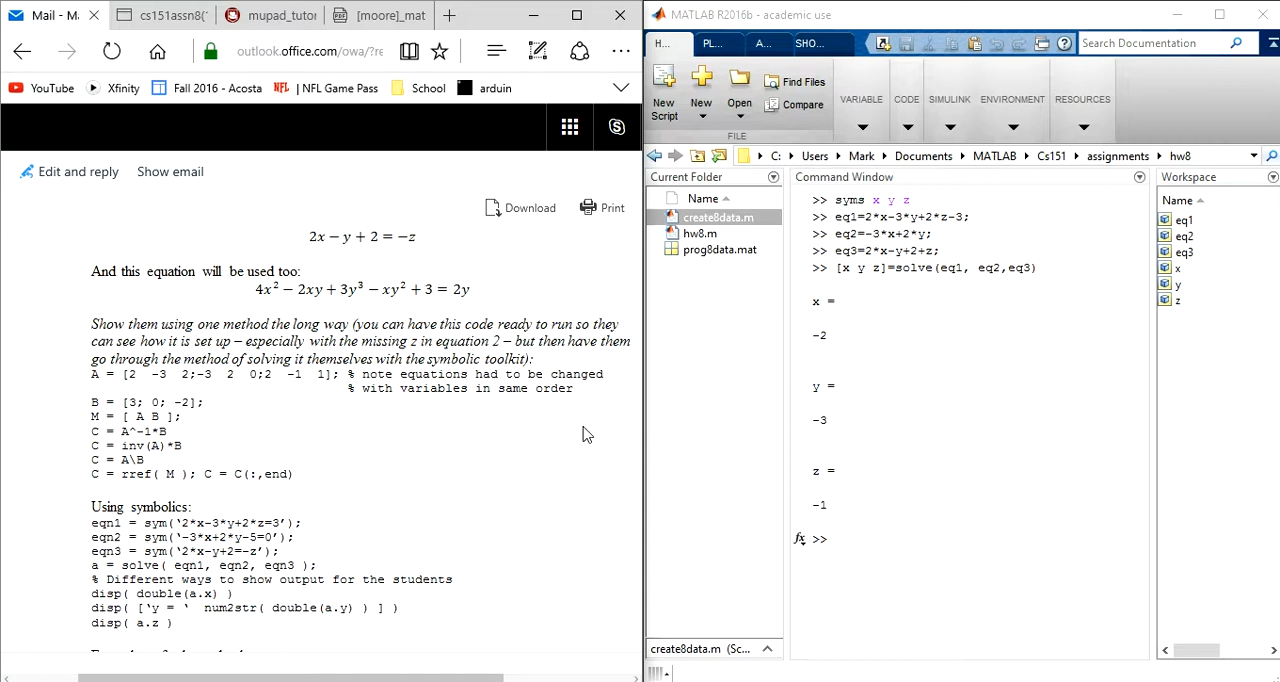 Mail - M
cs151assn8(
mupad_tutor
[moore]_mat
outlook.office.com/owa/?re
YouTube
Xfinity
Fall 2016 - Acosta
NFL | NFL Game Pass
School
arduin
Edit and reply
Show email
Download
Print
2x − y + 2 = −z
And this equation will be used too:
4x² − 2xy + 3y³ − xy² + 3 = 2y
Show them using one method the long way (you can have this code ready to run so they
can see how it is set up – especially with the missing z in equation 2 – but then have them
go through the method of solving it themselves with the symbolic toolkit):
A = [2 -3 2;-3 2 0;2 -1 1]; % note equations had to be changed
% with variables in same order
B = [3; 0; -2];
M = [ A B ];
C = A^-1*B
C = inv(A)*B
C = A\B
C = rref( M ); C = C(:,end)
Using symbolics:
eqn1 = sym(‘2*x-3*y+2*z=3’);
eqn2 = sym(‘-3*x+2*y-5=0’);
eqn3 = sym(‘2*x-y+2=-z’);
a = solve( eqn1, eqn2, eqn3 );
% Different ways to show output for the students
disp( double(a.x) )
disp( [‘y = ‘ num2str( double(a.y) ) ] )
disp( a.z )
MATLAB R2016b - academic use
H...
PL...
A...
SHO...
Search Documentation
New Script
New
Open
Find Files
Compare
FILE
VARIABLE
CODE
SIMULINK
ENVIRONMENT
RESOURCES
C: Users Mark Documents MATLAB Cs151 assignments hw8
Current Folder
Name
create8data.m
hw8.m
prog8data.mat
create8data.m (Sc...
Command Window
>> syms x y z
>> eq1=2*x-3*y+2*z-3;
>> eq2=-3*x+2*y;
>> eq3=2*x-y+2+z;
>> [x y z]=solve(eq1, eq2,eq3)
x =
-2
y =
-3
z =
-1
fx >>
Workspace
Name
eq1
eq2
eq3
x
y
z